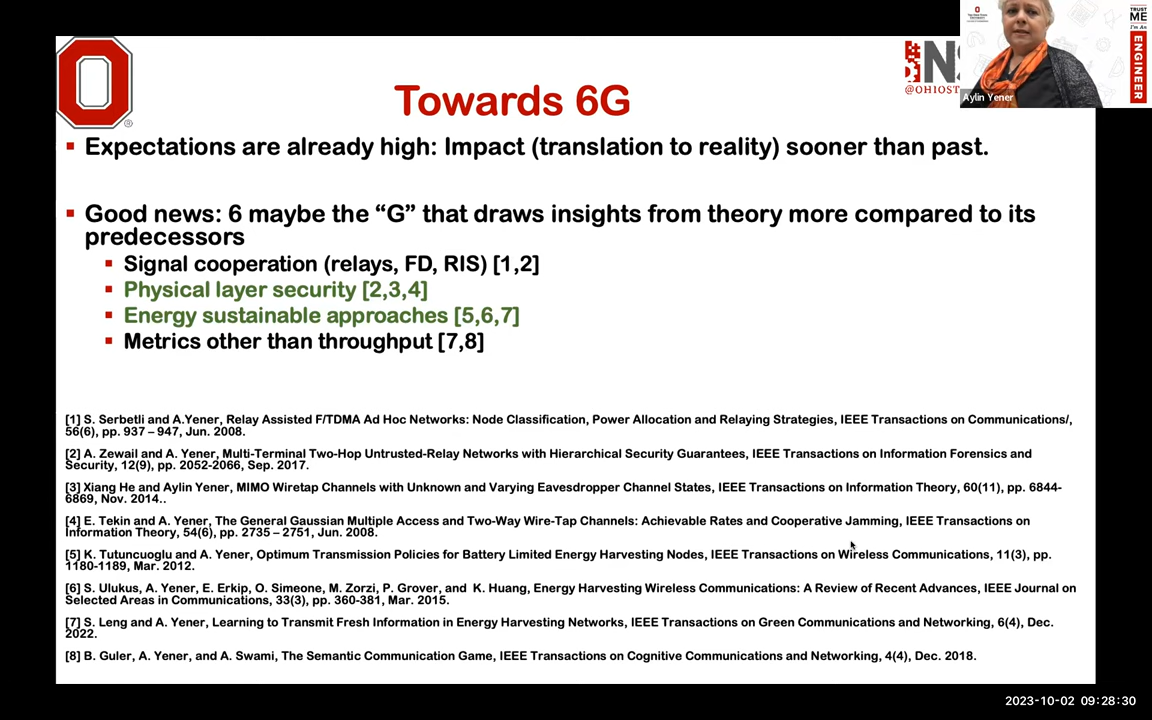 TRUST
ME
I'm An
ENGINEER
Aylin Yener
@OHIOST
Towards 6G
▪ Expectations are already high: Impact (translation to reality) sooner than past.
▪ Good news: 6 maybe the “G” that draws insights from theory more compared to its
predecessors
▪ Signal cooperation (relays, FD, RIS) [1,2]
▪ Physical layer security [2,3,4]
▪ Energy sustainable approaches [5,6,7]
▪ Metrics other than throughput [7,8]
[1] S. Serbetli and A.Yener, Relay Assisted F/TDMA Ad Hoc Networks: Node Classification, Power Allocation and Relaying Strategies, IEEE Transactions on Communications/,
56(6), pp. 937 – 947, Jun. 2008.
[2] A. Zewail and A. Yener, Multi-Terminal Two-Hop Untrusted-Relay Networks with Hierarchical Security Guarantees, IEEE Transactions on Information Forensics and
Security, 12(9), pp. 2052-2066, Sep. 2017.
[3] Xiang He and Aylin Yener, MIMO Wiretap Channels with Unknown and Varying Eavesdropper Channel States, IEEE Transactions on Information Theory, 60(11), pp. 6844-
6869, Nov. 2014..
[4] E. Tekin and A. Yener, The General Gaussian Multiple Access and Two-Way Wire-Tap Channels: Achievable Rates and Cooperative Jamming, IEEE Transactions on
Information Theory, 54(6), pp. 2735 – 2751, Jun. 2008.
[5] K. Tutuncuoglu and A. Yener, Optimum Transmission Policies for Battery Limited Energy Harvesting Nodes, IEEE Transactions on Wireless Communications, 11(3), pp.
1180-1189, Mar. 2012.
[6] S. Ulukus, A. Yener, E. Erkip, O. Simeone, M. Zorzi, P. Grover, and K. Huang, Energy Harvesting Wireless Communications: A Review of Recent Advances, IEEE Journal on
Selected Areas in Communications, 33(3), pp. 360-381, Mar. 2015.
[7] S. Leng and A. Yener, Learning to Transmit Fresh Information in Energy Harvesting Networks, IEEE Transactions on Green Communications and Networking, 6(4), Dec.
2022.
[8] B. Guler, A. Yener, and A. Swami, The Semantic Communication Game, IEEE Transactions on Cognitive Communications and Networking, 4(4), Dec. 2018.
2023-10-02 09:28:30